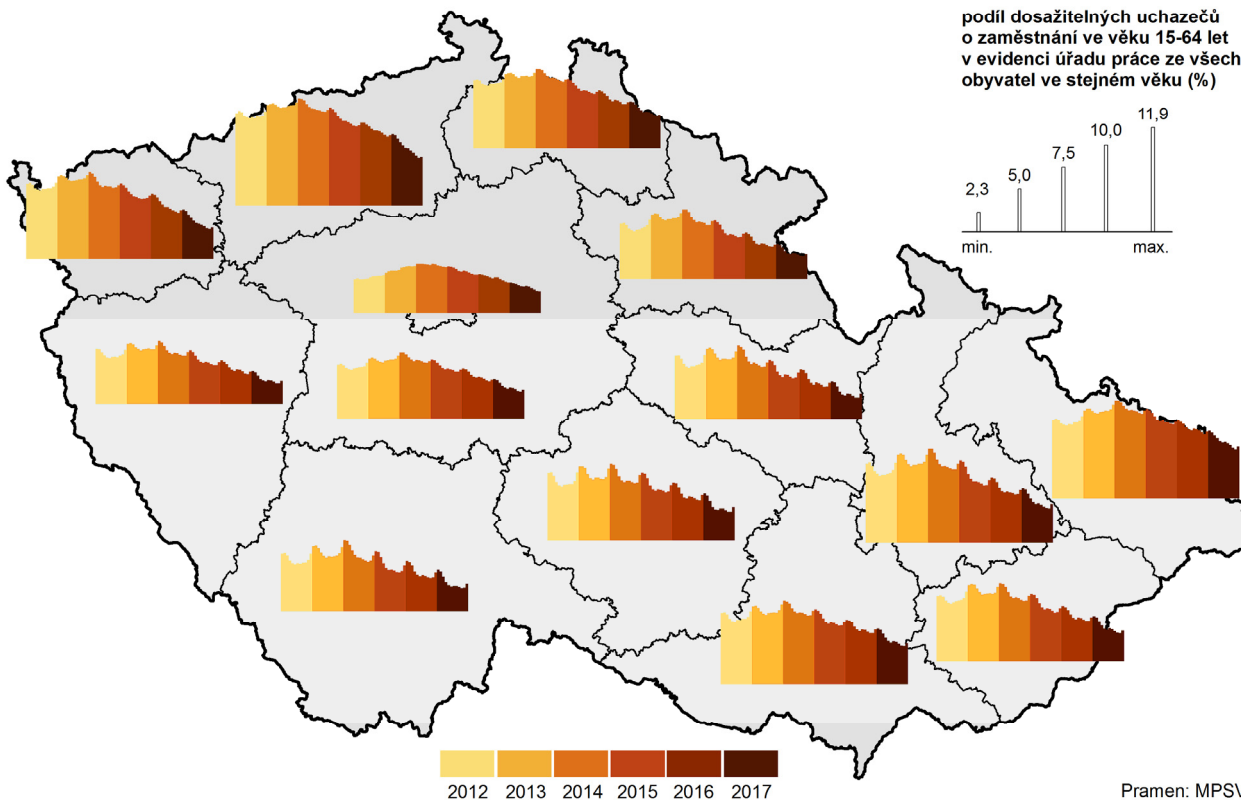 podíl dosažitelných uchazečů
o zaměstnání ve věku 15-64 let
v evidenci úřadu práce ze všech
obyvatel ve stejném věku (%)
11,9
10,0
7,5
5,0
2,3
min.
max.
2012 2013 2014 2015 2016 2017
Pramen: MPSV